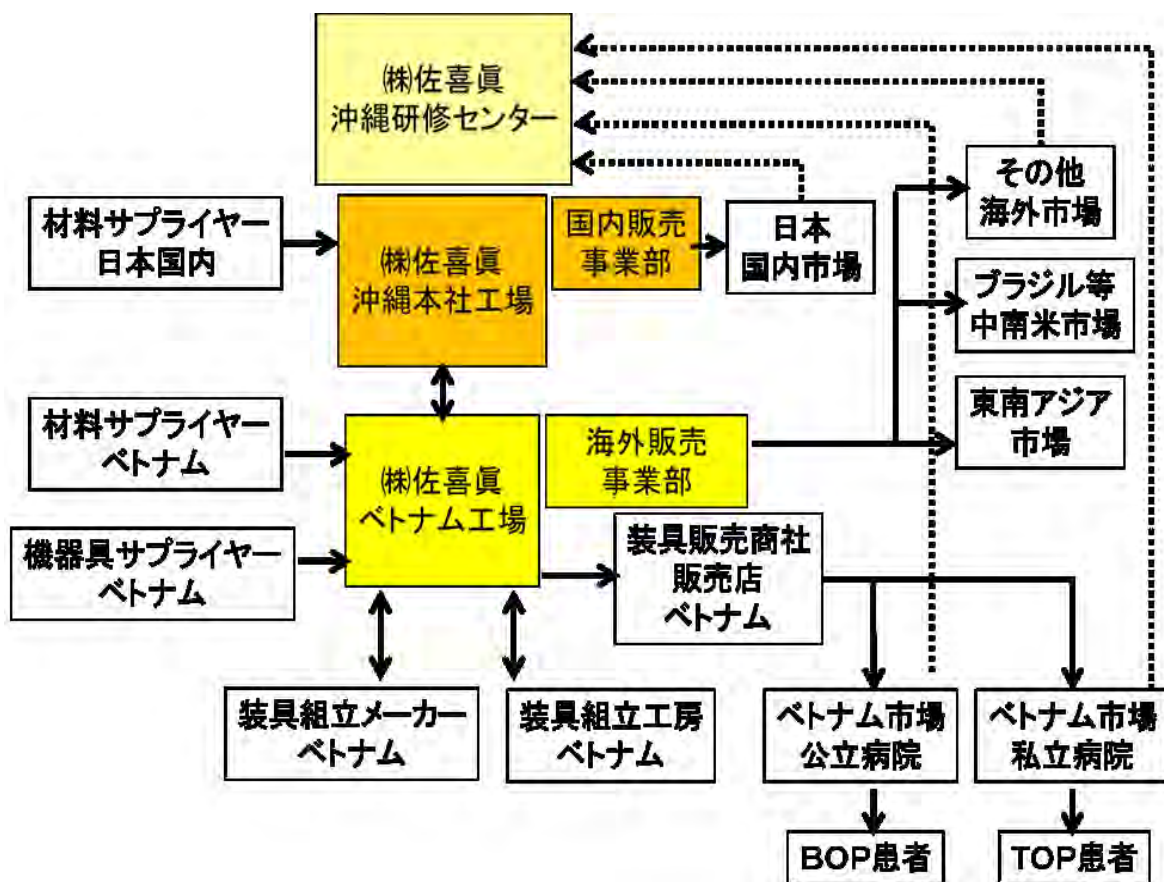 ㈱佐喜眞
沖縄研修センター
材料サプライヤー
日本国内
㈱佐喜眞
沖縄本社工場
国内販売
事業部
日本
国内市場
その他
海外市場
ブラジル等
中南米市場
東南アジア
市場
材料サプライヤー
ベトナム
機器具サプライヤー
ベトナム
㈱佐喜眞
ベトナム工場
海外販売
事業部
装具販売商社
販売店
ベトナム
装具組立メーカー
ベトナム
装具組立工房
ベトナム
ベトナム市場
公立病院
ベトナム市場
私立病院
BOP患者
TOP患者